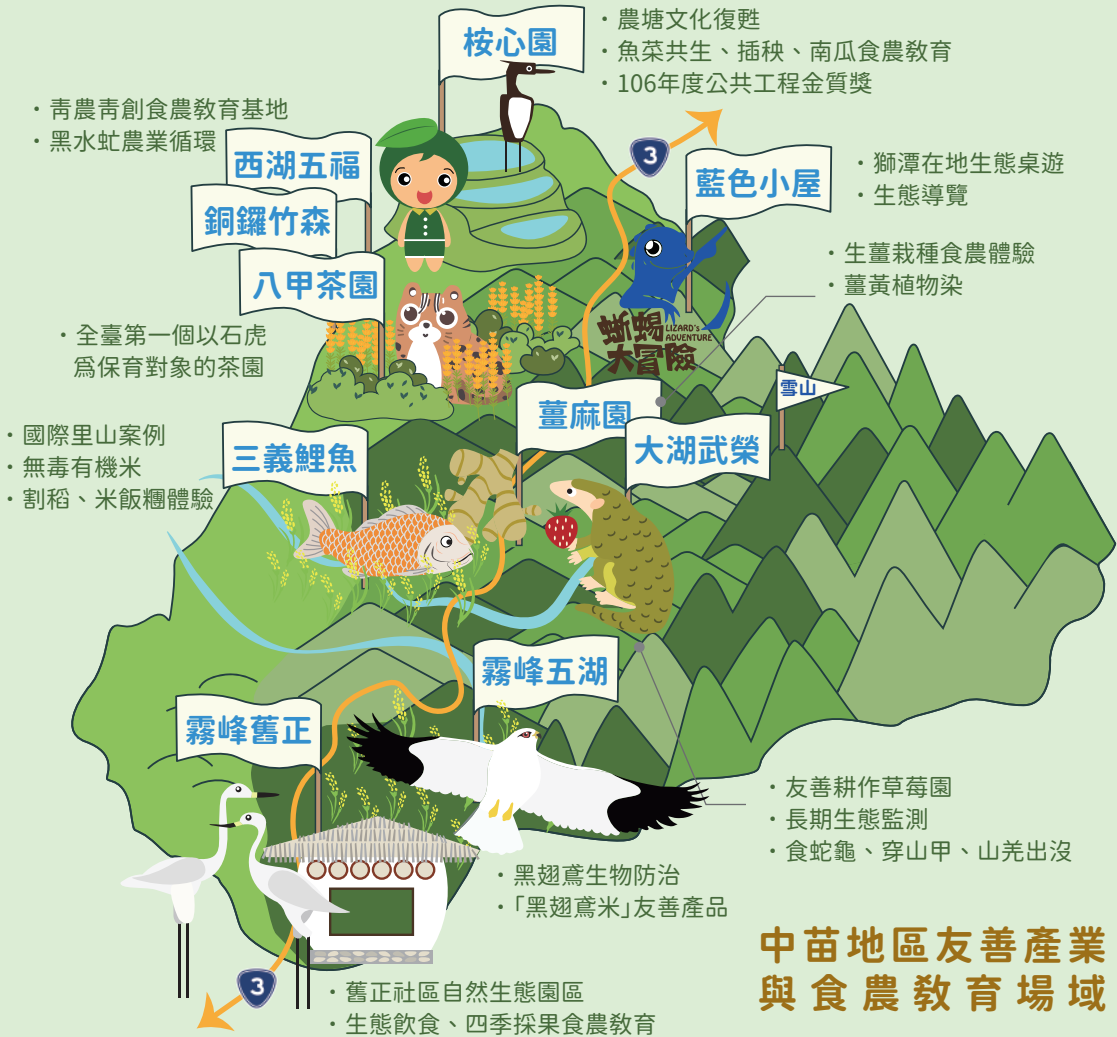 桉心園
・農塘文化復甦
・魚菜共生、插秧、南瓜食農教育
・106年度公共工程金質獎
・青農青創食農教育基地
・黑水虻農業循環
西湖五福
銅鑼竹森
八甲茶園
3
藍色小屋
・獅潭在地生態桌遊
・生態導覽
・生薑栽種食農體驗
・薑黃植物染
・全臺第一個以石虎
為保育對象的茶園
蜥蜴
大冒險
LIZARD's
ADVENTURE
雪山
薑麻園
大湖武榮
・國際里山案例
・無毒有機米
・割稻、米飯糰體驗
三義鯉魚
霧峰五湖
霧峰舊正
・友善耕作草莓園
・長期生態監測
・食蛇龜、穿山甲、山羌出沒
・黑翅鳶生物防治
・「黑翅鳶米」友善產品
中苗地區友善產業
與食農教育場域
3
・舊正社區自然生態園區
・生態飲食、四季採果食農教育